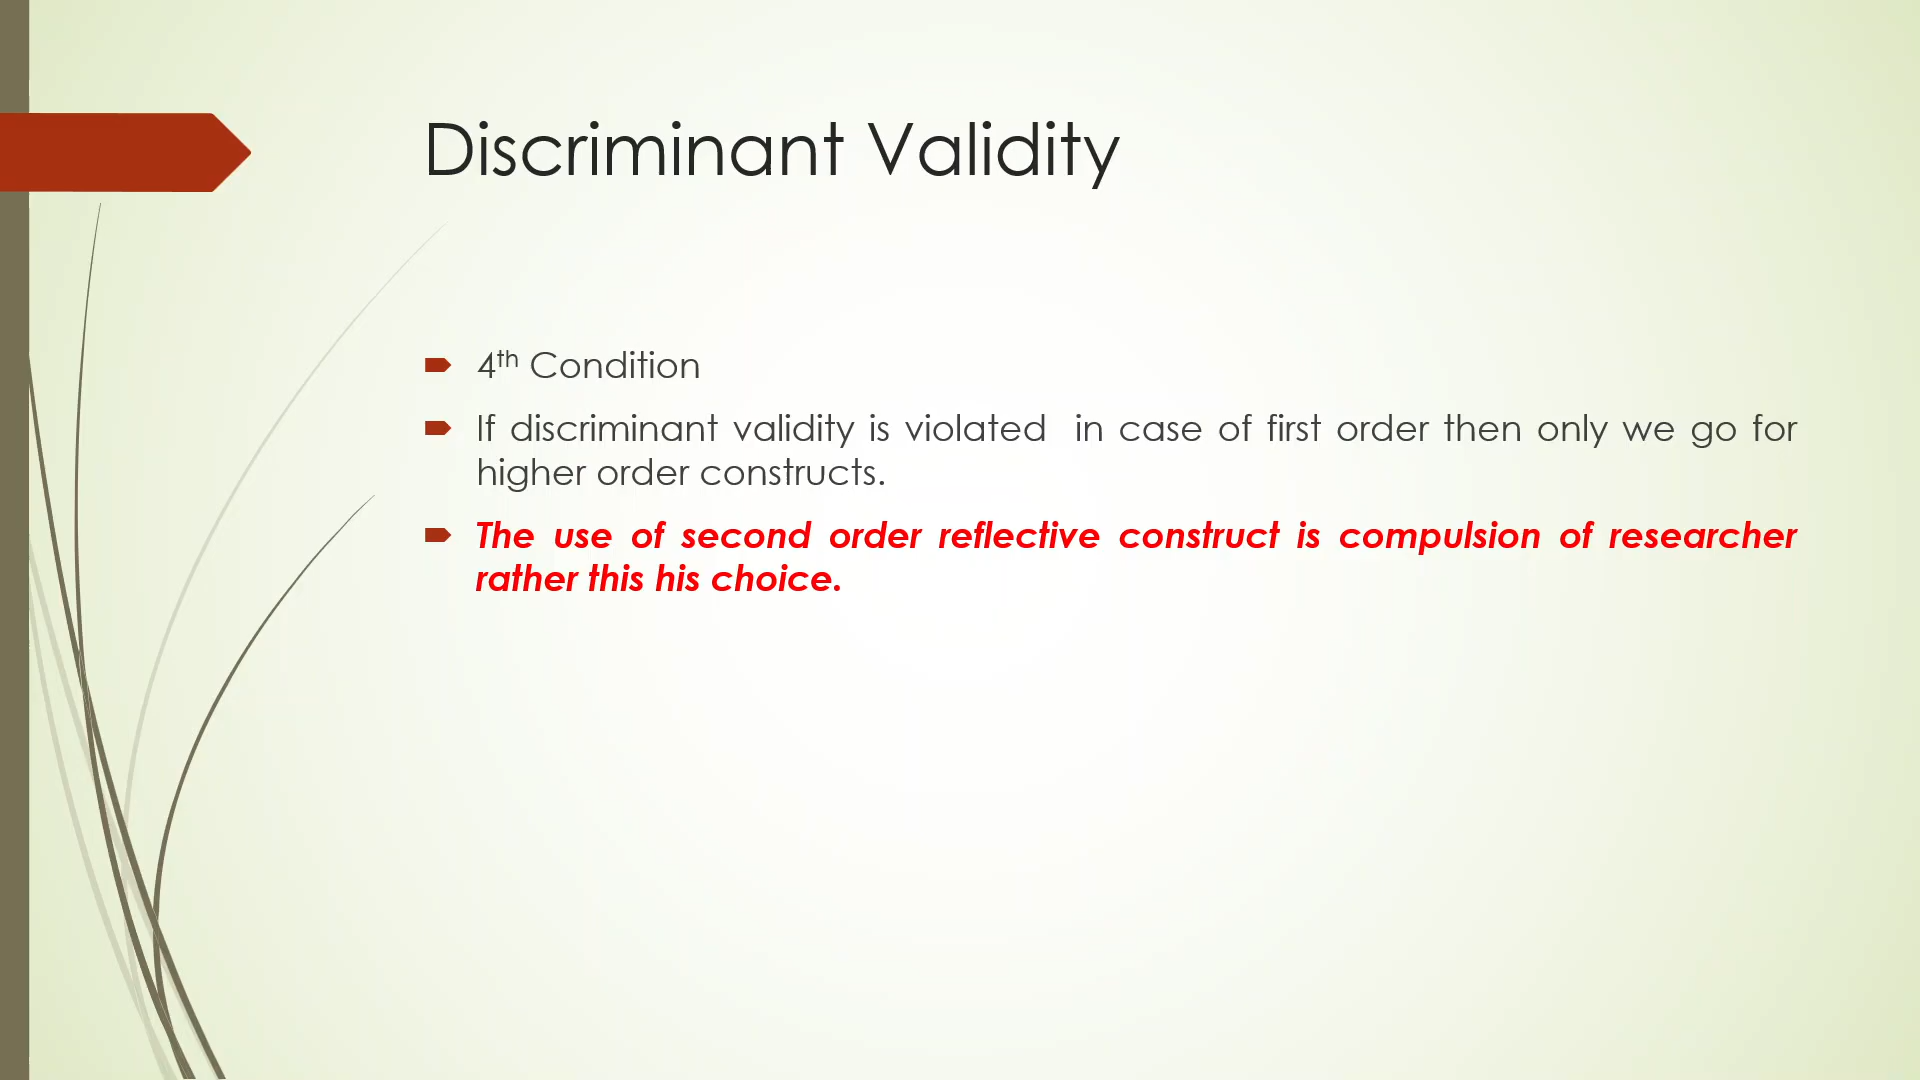 Discriminant Validity
4th Condition
If discriminant validity is violated in case of first order then only we go for
higher order constructs.
The use of second order reflective construct is compulsion of researcher
rather this his choice.